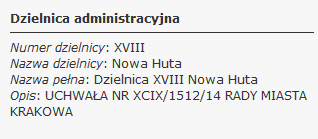 Dzielnica administracyjna
Numer dzielnicy: XVIII
Nazwa dzielnicy: Nowa Huta
Nazwa pełna: Dzielnica XVIII Nowa Huta
Opis: UCHWAŁA NR XCIX/1512/14 RADY MIASTA
KRAKOWA